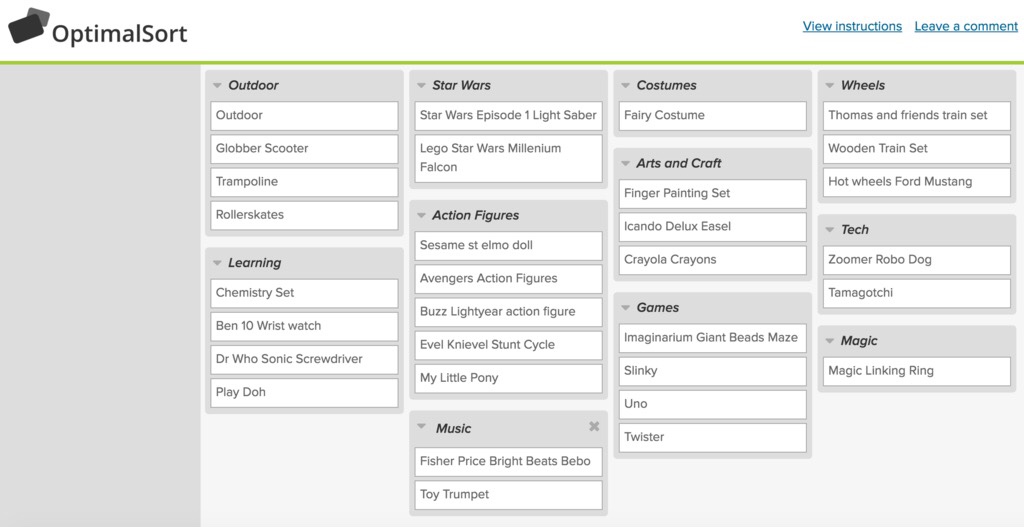 OptimalSort
View instructions
Leave a comment
Outdoor
Outdoor
Globber Scooter
Trampoline
Rollerskates
Learning
Chemistry Set
Ben 10 Wrist watch
Dr Who Sonic Screwdriver
Play Doh
Star Wars
Star Wars Episode 1 Light Saber
Lego Star Wars Millenium
Falcon
Action Figures
Sesame st elmo doll
Avengers Action Figures
Buzz Lightyear action figure
Evel Knievel Stunt Cycle
My Little Pony
Music
Fisher Price Bright Beats Bebo
Toy Trumpet
Costumes
Fairy Costume
Arts and Craft
Finger Painting Set
Icando Delux Easel
Crayola Crayons
Games
Imaginarium Giant Beads Maze
Slinky
Uno
Twister
Wheels
Thomas and friends train set
Wooden Train Set
Hot wheels Ford Mustang
Tech
Zoomer Robo Dog
Tamagotchi
Magic
Magic Linking Ring